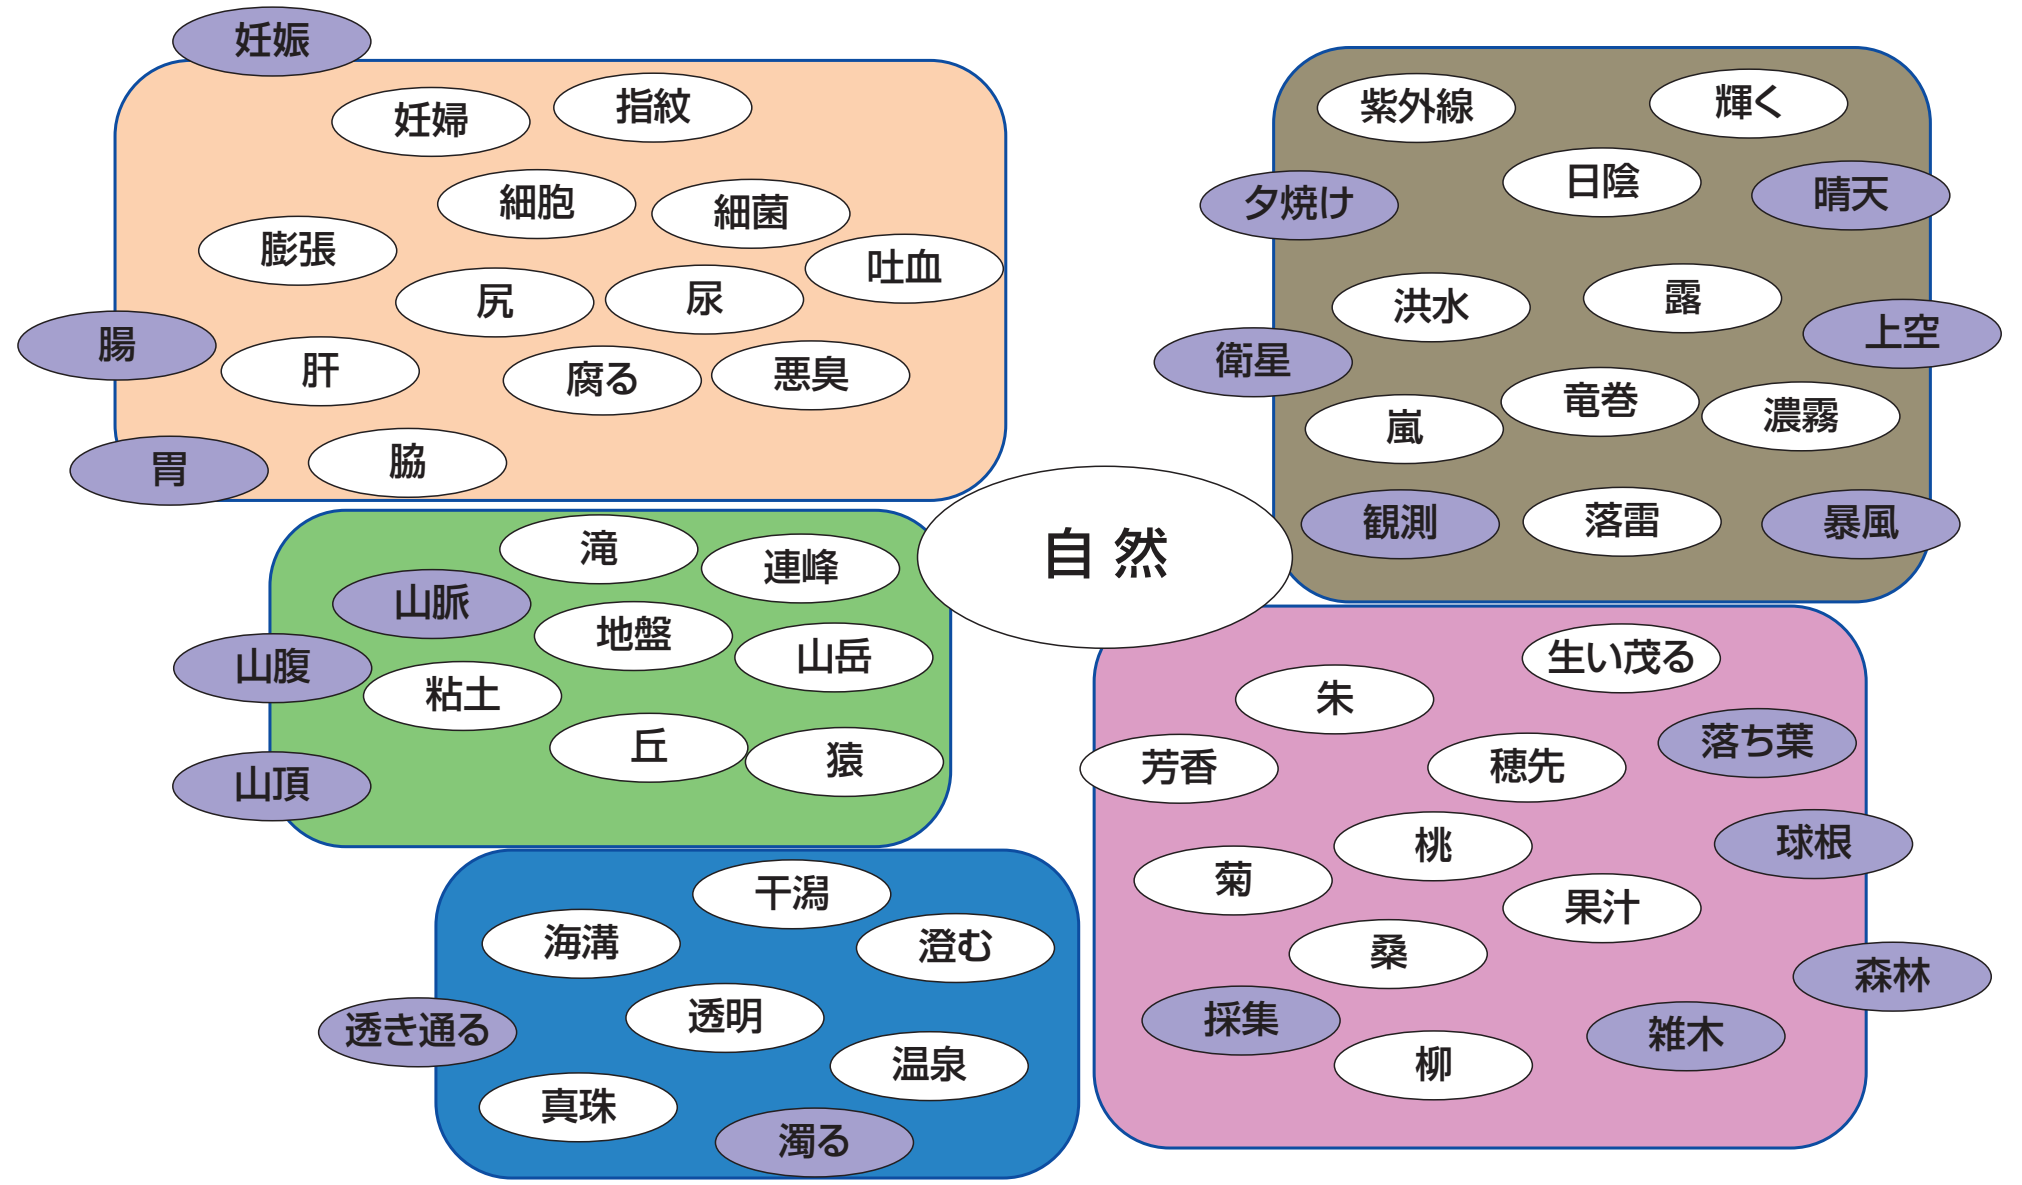 妊娠
妊婦
指紋
細胞
細菌
膨張
吐血
尻
尿
腸
肝
腐る
悪臭
胃
脇
紫外線
輝く
日陰
夕焼け
晴天
洪水
露
上空
衛星
竜巻
濃霧
嵐
観測
落雷
暴風
自然
滝
連峰
山脈
地盤
山岳
山腹
粘土
丘
猿
山頂
生い茂る
朱
落ち葉
芳香
穂先
桃
球根
菊
果汁
桑
森林
採集
雑木
柳
干潟
海溝
澄む
透明
透き通る
温泉
真珠
濁る